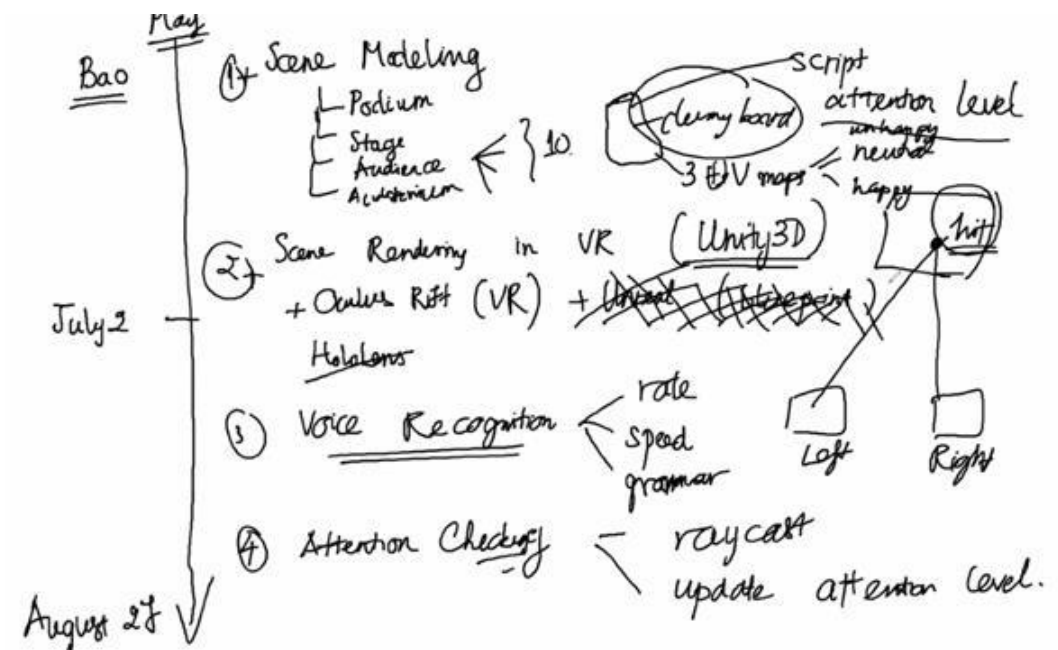 May
Bao
① + Scene Modeling
Podium
Stage
Audience
10
script
dummy board
attention level
unhappy
neutral
happy
3 UV maps
② + Scene Rendering in VR (Unity3D)
+ Oculus Rift (VR) + Unreal
Hololens
hit
July 2
③ Voice Recognition
rate
speed
grammar
Left
Right
④ Attention Checking
raycast
update attention level.
August 27